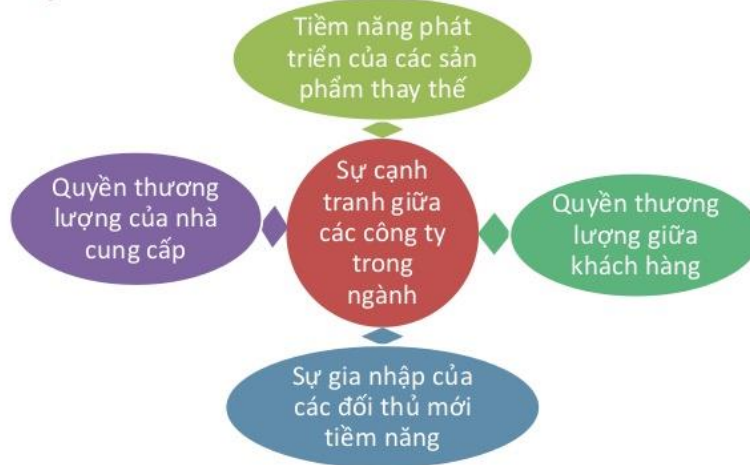 Tiềm năng phát
triển của các sản
phẩm thay thế
Quyền thương
lượng của nhà
cung cấp
Sự cạnh
tranh giữa
các công ty
trong
ngành
Quyền thương
lượng giữa
khách hàng
Sự gia nhập của
các đối thủ mới
tiềm năng